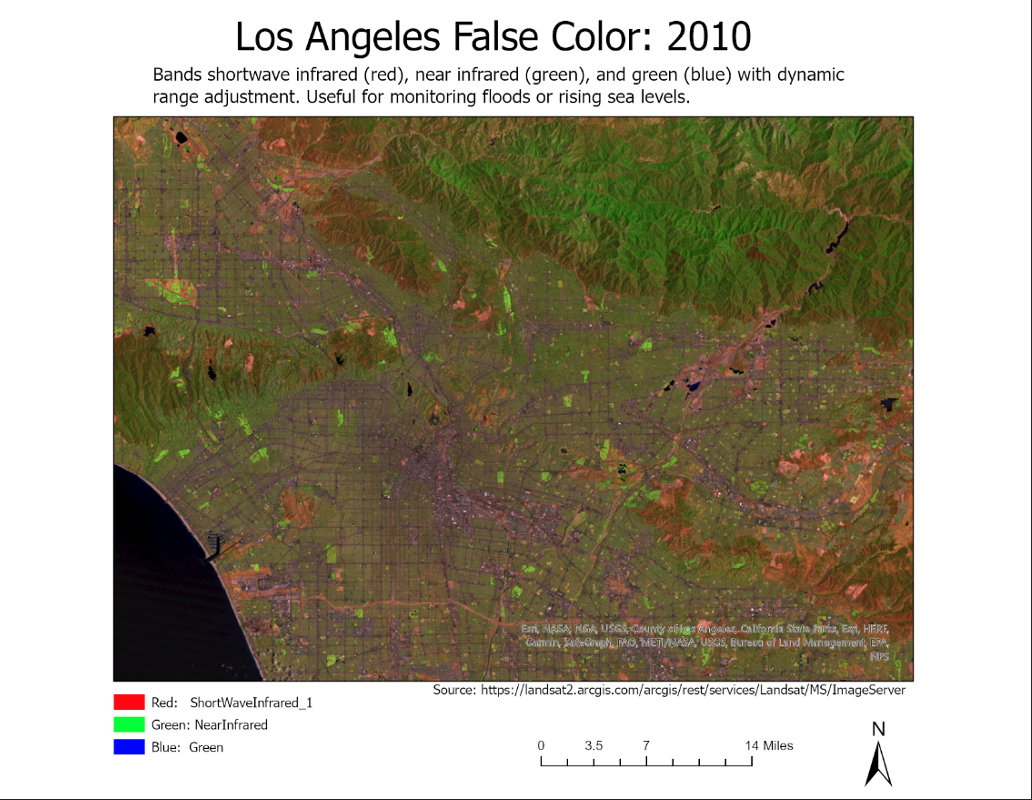 Los Angeles False Color: 2010
Bands shortwave infrared (red), near infrared (green), and green (blue) with dynamic
range adjustment. Useful for monitoring floods or rising sea levels.
Esri, NASA, NGA, USGS, County of Los Angeles, California State Parks, Esri, HERE,
Garmin, SafeGraph, FAO, METI/NASA, USGS, Bureau of Land Management, EPA,
NPS
Source: https://landsat2.arcgis.com/arcgis/rest/services/Landsat/MS/ImageServer
Red: ShortWaveInfrared_1
Green: NearInfrared
Blue: Green
0 3.5 7 14 Miles
N